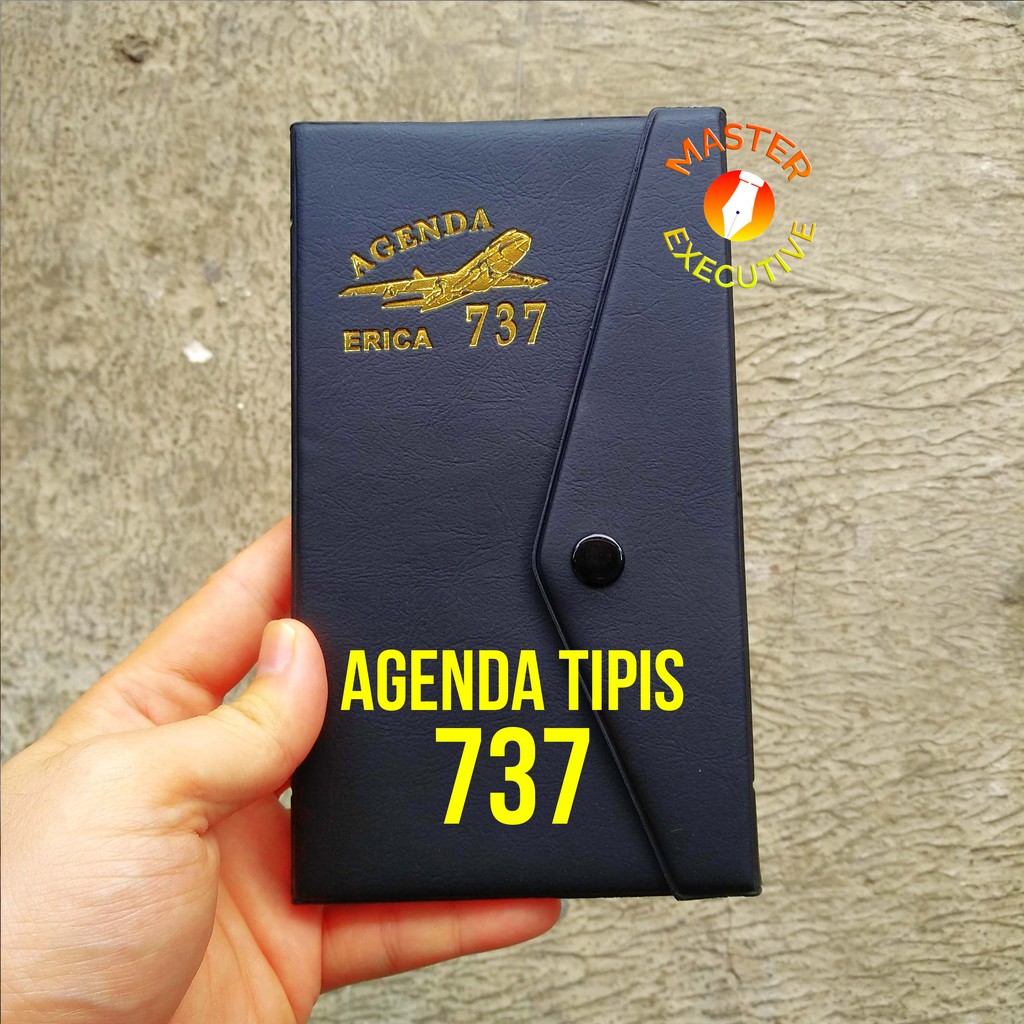 MASTER
EXECUTIVE
AGENDA
ERICA 737
AGENDA TIPIS
737